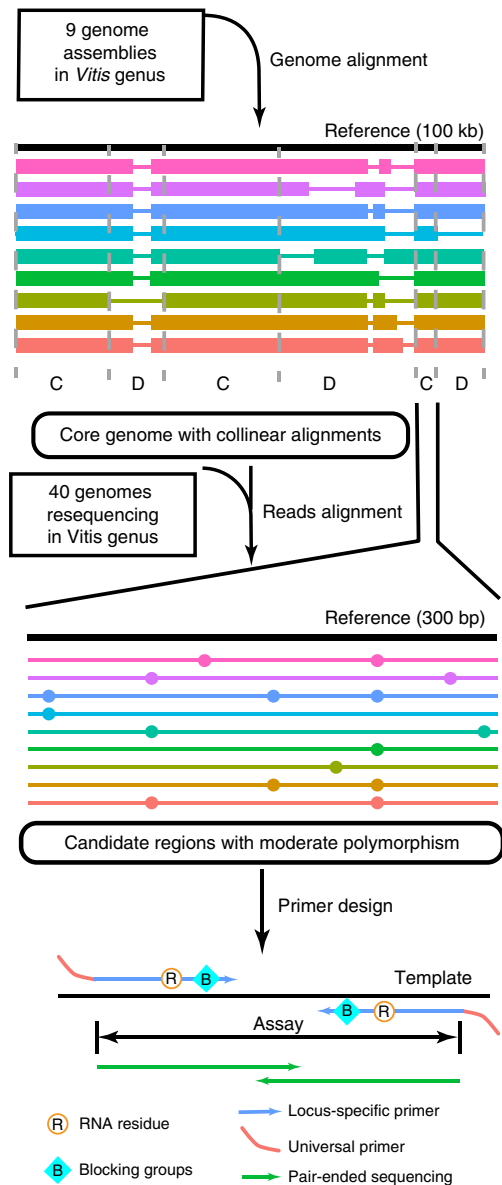 9 genome
assemblies
in Vitis genus
Genome alignment
Reference (100 kb)
C D C D C D
Core genome with collinear alignments
40 genomes
resequencing
in Vitis genus
Reads alignment
Reference (300 bp)
Candidate regions with moderate polymorphism
Primer design
R B
Template
B R
Assay
R RNA residue
B Blocking groups
Locus-specific primer
Universal primer
Pair-ended sequencing